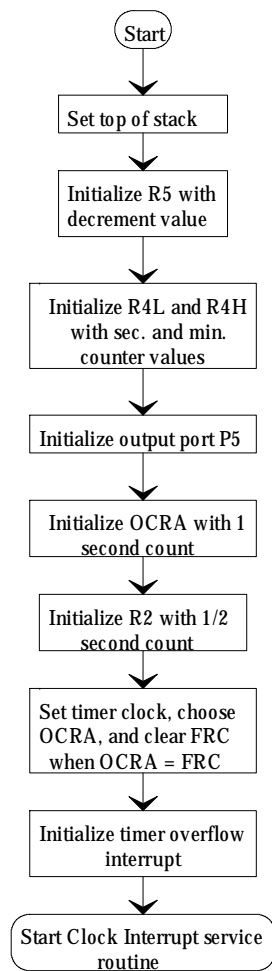 Start
Set top of stack
Initialize R5 with
decrement value
Initialize R4L and R4H
with sec. and min.
counter values
Initialize output port P5
Initialize OCRA with 1
second count
Initialize R2 with 1/2
second count
Set timer clock, choose
OCRA, and clear FRC
when OCRA = FRC
Initialize timer overflow
interrupt
Start Clock Interrupt service
routine